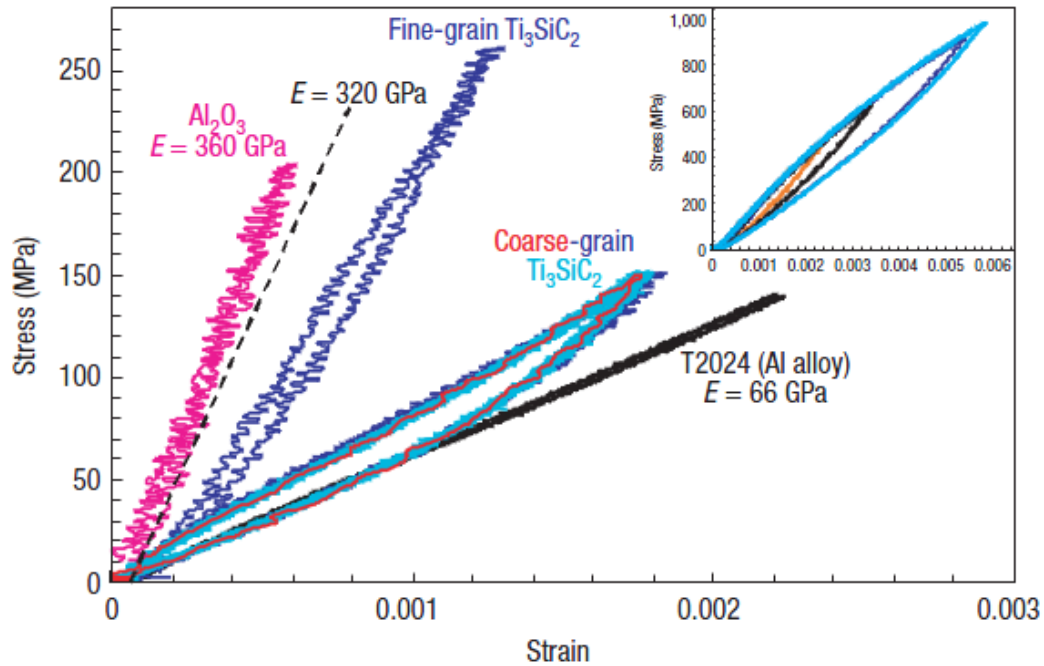 Fine-grain Ti₃SiC₂
E = 320 GPa
Al₂O₃
E = 360 GPa
Coarse-grain
Ti₃SiC₂
T2024 (Al alloy)
E = 66 GPa
Stress (MPa)
250
200
150
100
50
0
0 0.001 0.002 0.003
Strain
Stress (MPa)
1,000
800
600
400
200
0
0 0.001 0.002 0.003 0.004 0.005 0.006